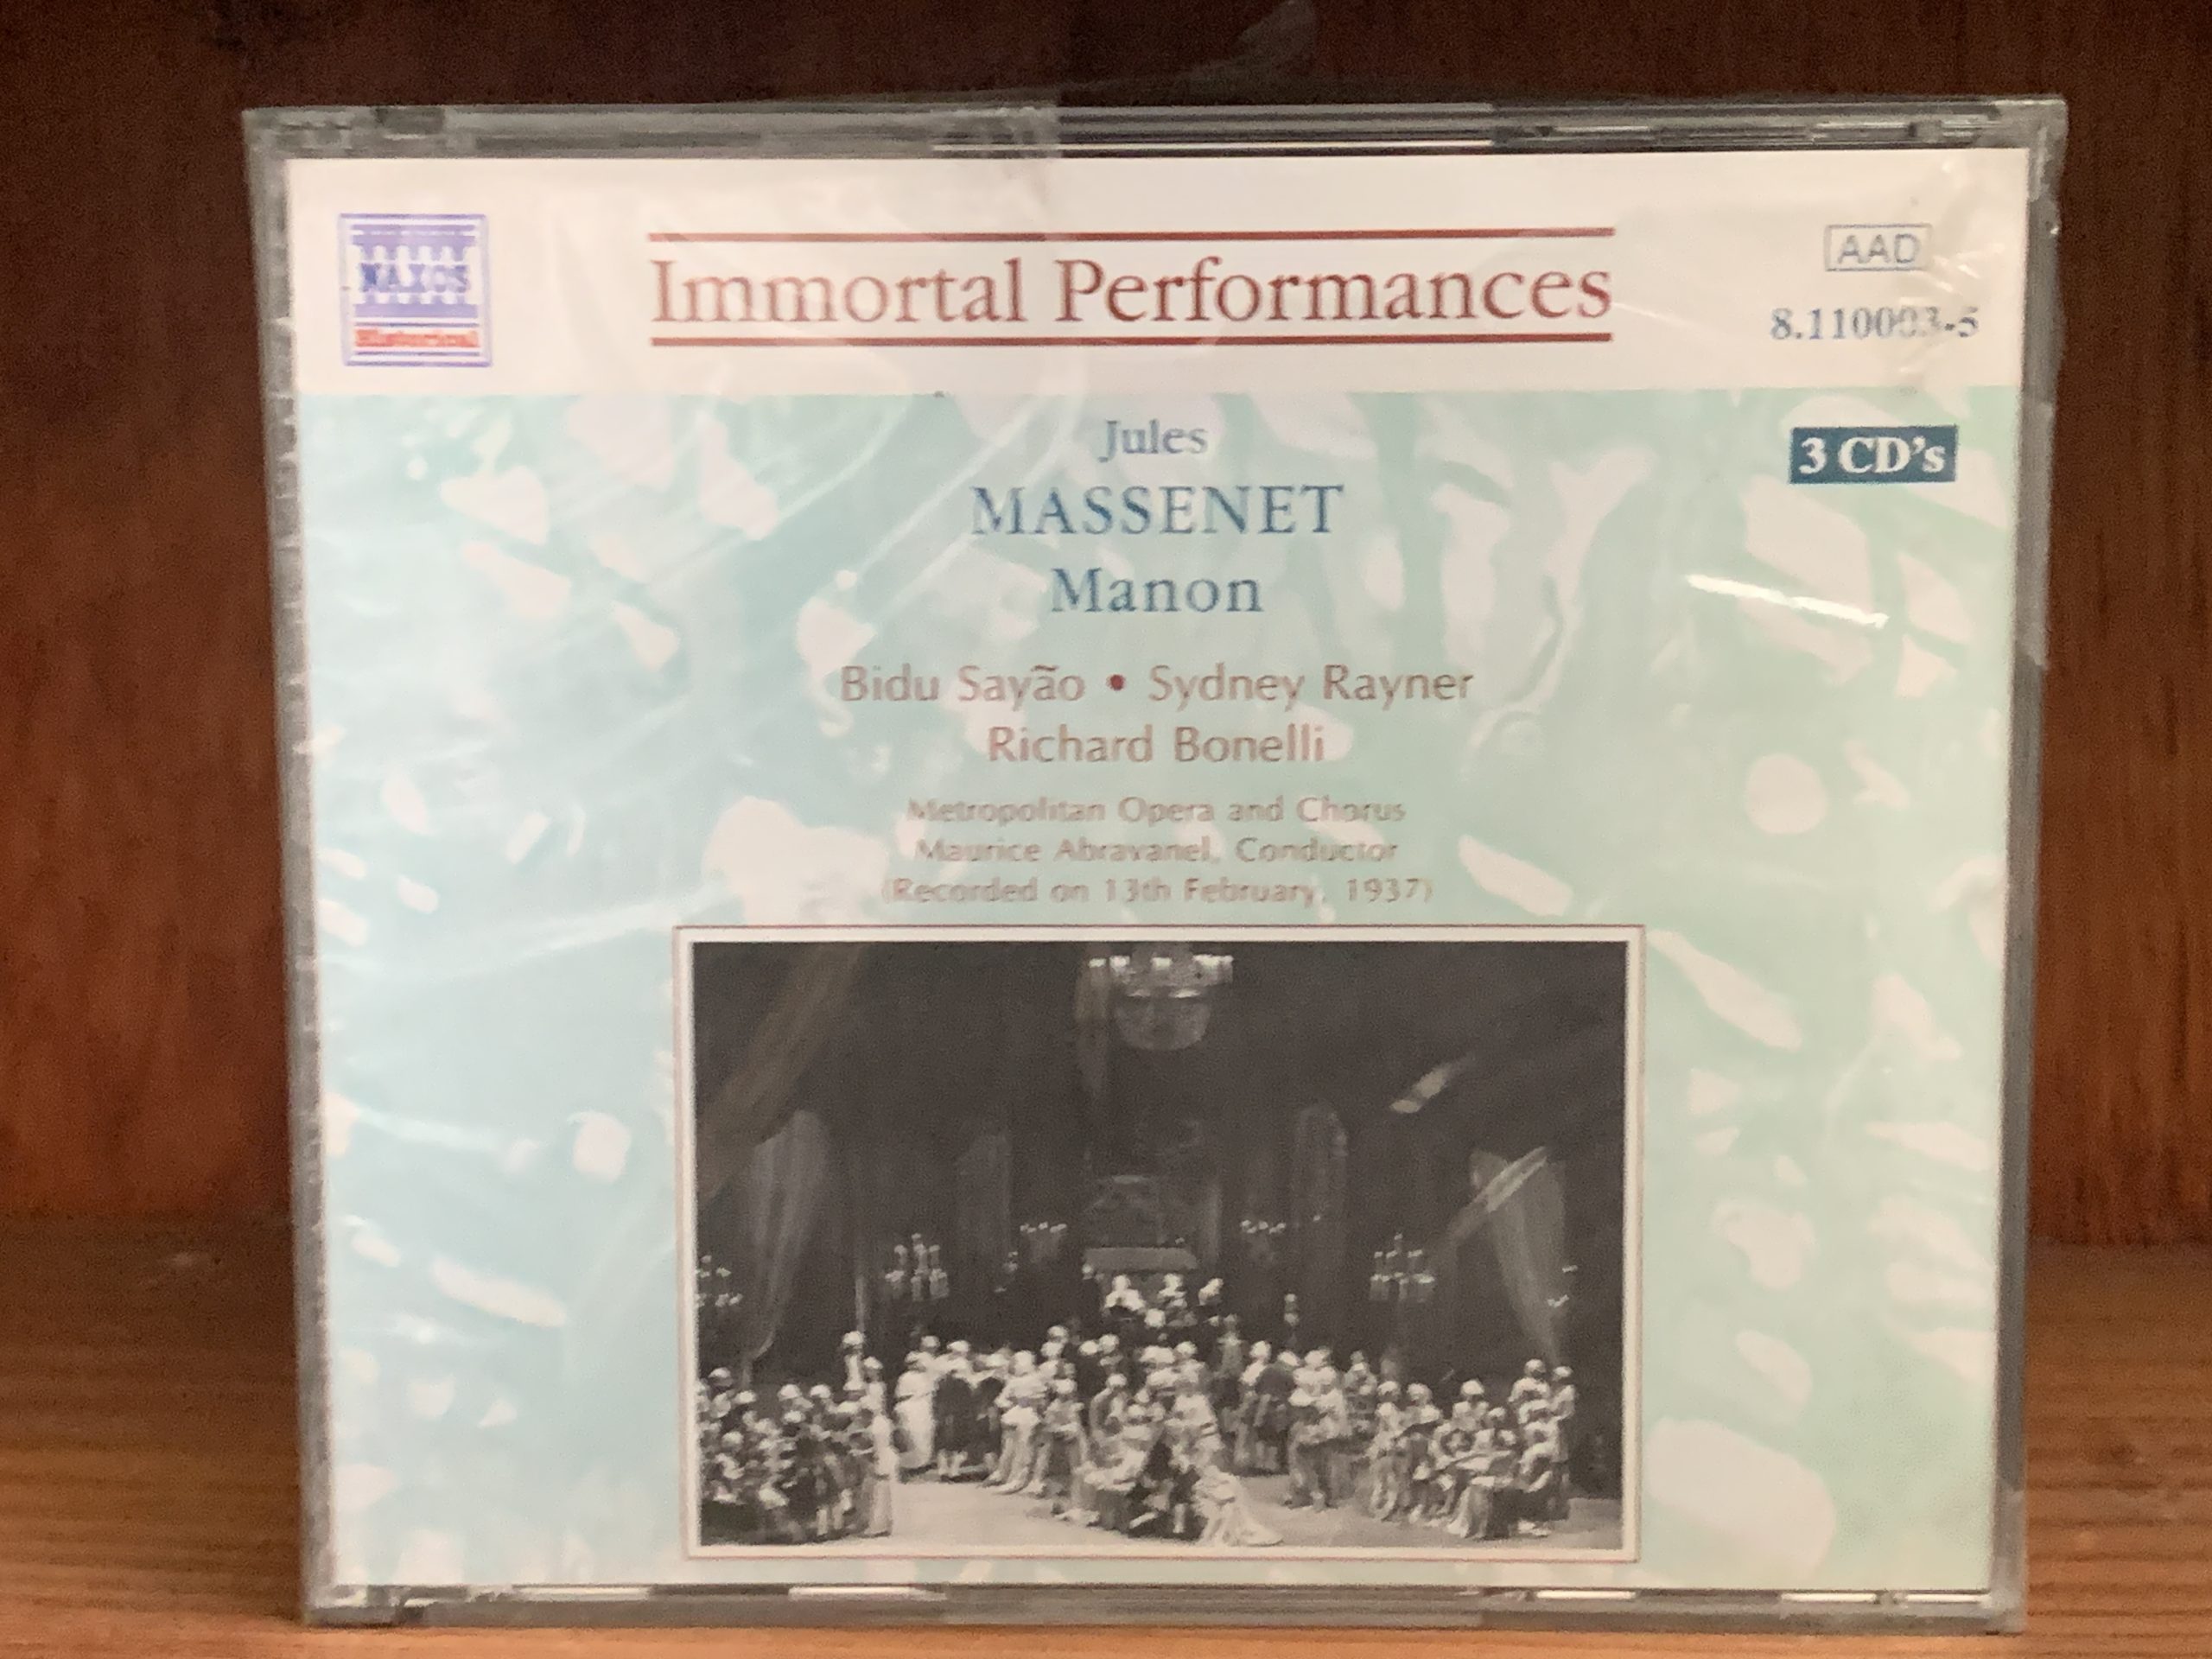 NAXOS
Historical
Immortal Performances
AAD
8.110003-5
3 CD's
Jules
MASSENET
Manon
Bidu Sayão • Sydney Rayner
Richard Bonelli
Metropolitan Opera and Chorus
Maurice Abravanel, Conductor
(Recorded on 13th February, 1937)